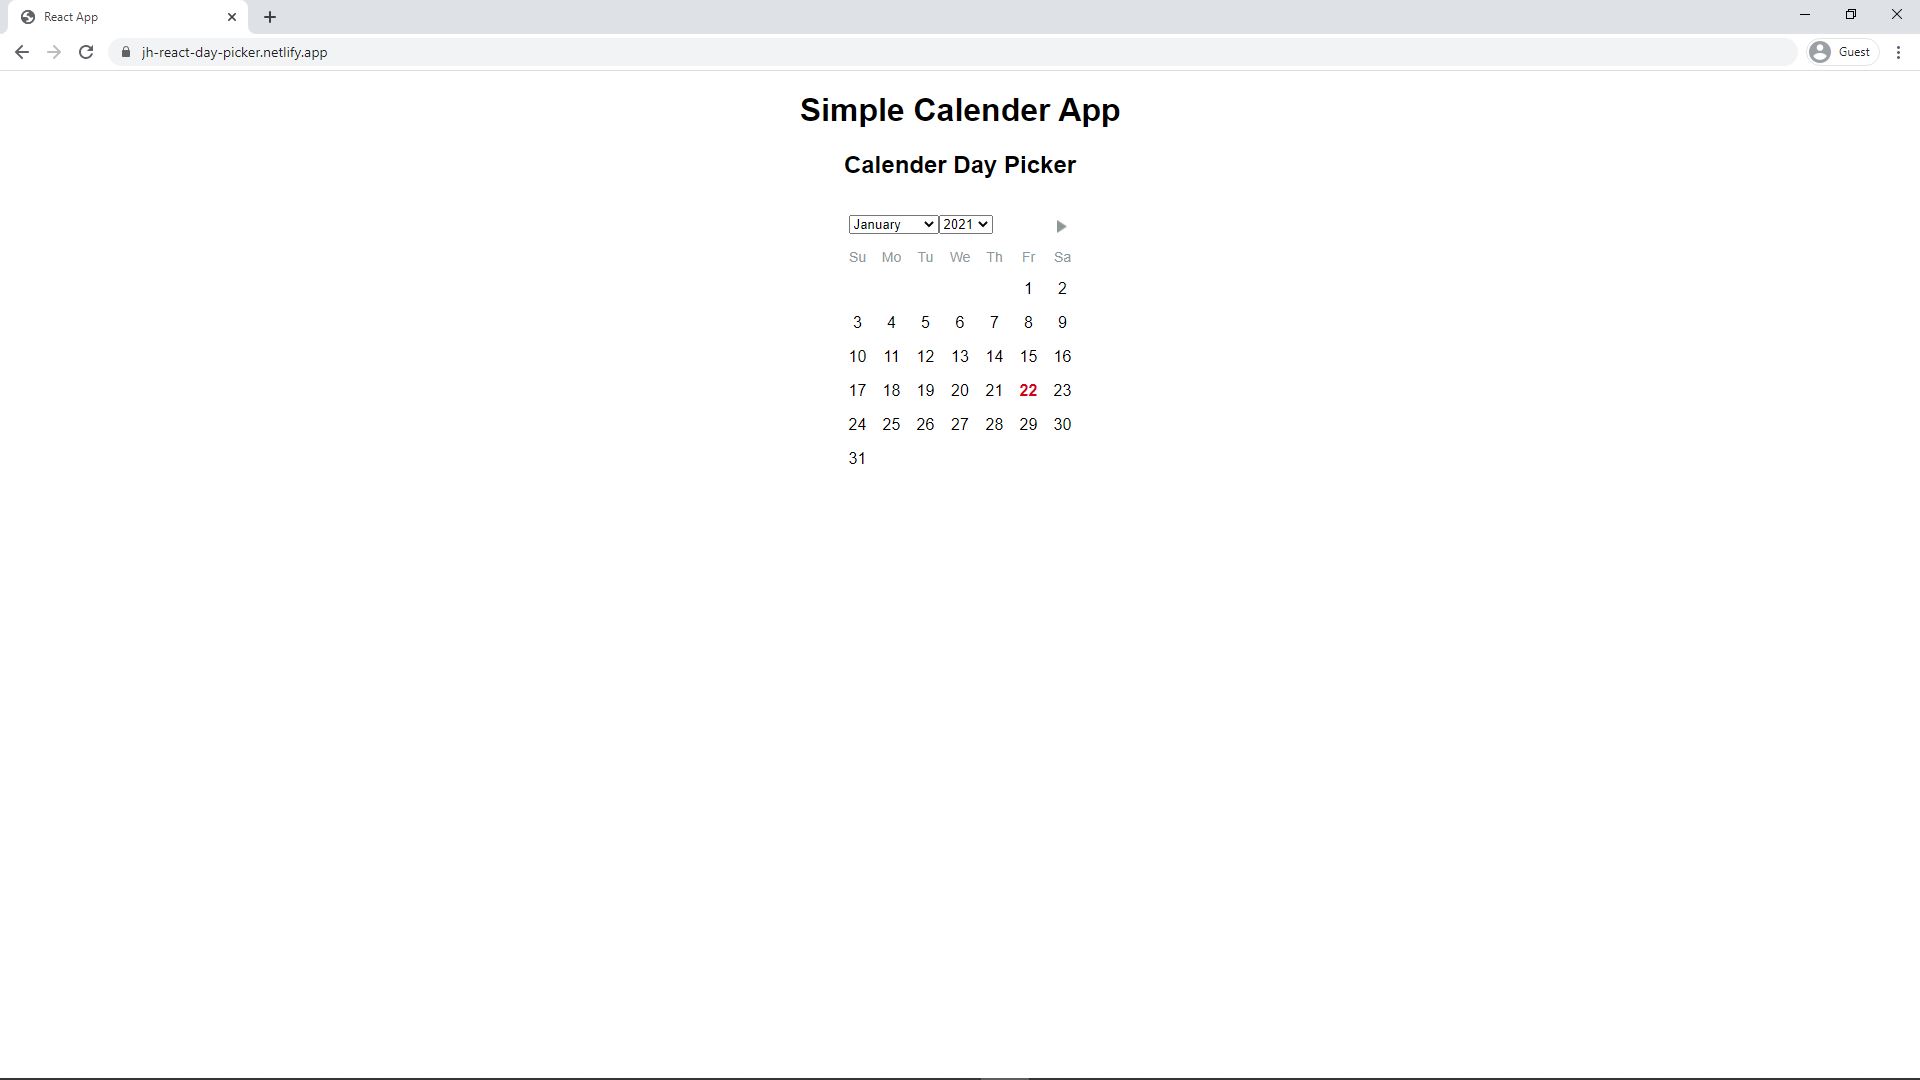 React App
jh-react-day-picker.netlify.app
Guest
Simple Calender App
Calender Day Picker
January 2021
Su Mo Tu We Th Fr Sa
1 2
3 4 5 6 7 8 9
10 11 12 13 14 15 16
17 18 19 20 21 22 23
24 25 26 27 28 29 30
31